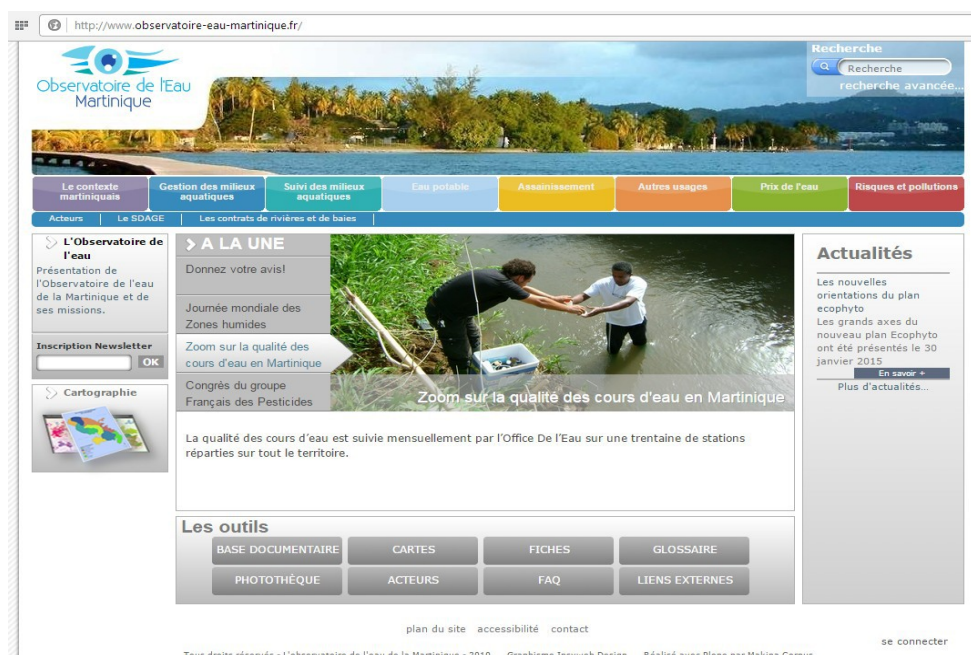 http://www.observatoire-eau-martinique.fr/
Observatoire de l'Eau
Martinique
Recherche
Recherche
recherche avancée...
Le contexte
martiniquais
Gestion des milieux
aquatiques
Suivi des milieux
aquatiques
Eau potable
Assainissement
Autres usages
Prix de l'eau
Risques et pollutions
Acteurs
Le SDAGE
Les contrats de rivières et de baies
L'Observatoire de
l'eau
Présentation de
l'Observatoire de l'eau
de la Martinique et de
ses missions.
Inscription Newsletter
OK
Cartographie
A LA UNE
Donnez votre avis!
Journée mondiale des
Zones humides
Zoom sur la qualité des
cours d'eau en Martinique
Congrès du groupe
Français des Pesticides
Zoom sur la qualité des cours d'eau en Martinique
La qualité des cours d'eau est suivie mensuellement par l'Office De l'Eau sur une trentaine de stations
réparties sur tout le territoire.
Actualités
Les nouvelles
orientations du plan
ecophyto
Les grands axes du
nouveau plan Ecophyto
ont été présentés le 30
janvier 2015
En savoir +
Plus d'actualités...
Les outils
BASE DOCUMENTAIRE
CARTES
FICHES
GLOSSAIRE
PHOTOTHÈQUE
ACTEURS
FAQ
LIENS EXTERNES
plan du site accessibilité contact
se connecter